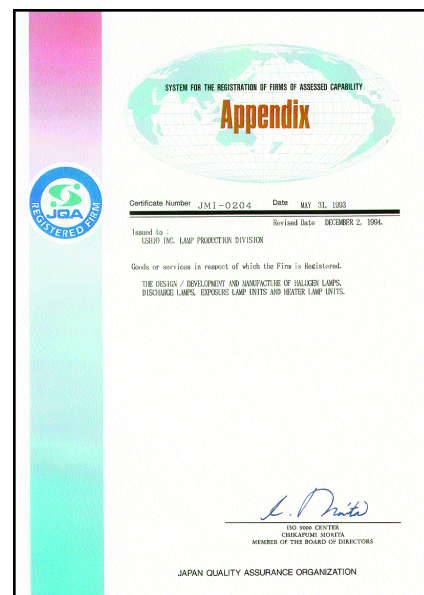 SYSTEM FOR THE REGISTRATION OF FIRMS OF ASSESSED CAPABILITY
Appendix
JQA
REGISTERED FIRM
Certificate Number JMI-0204 Date MAY 31, 1993
Revised Date DECEMBER 2, 1994.
Issued to :
USHIO INC. LAMP PRODUCTION DIVISION
Goods or services in respect of which the Firm is Registered.
THE DESIGN / DEVELOPMENT AND MANUFACTURE OF HALOGEN LAMPS,
DISCHARGE LAMPS, EXPOSURE LAMP UNITS AND HEATER LAMP UNITS.
C. Morita
ISO 9000 CENTER
CHIKAFUMI MORITA
MEMBER OF THE BOARD OF DIRECTORS
JAPAN QUALITY ASSURANCE ORGANIZATION